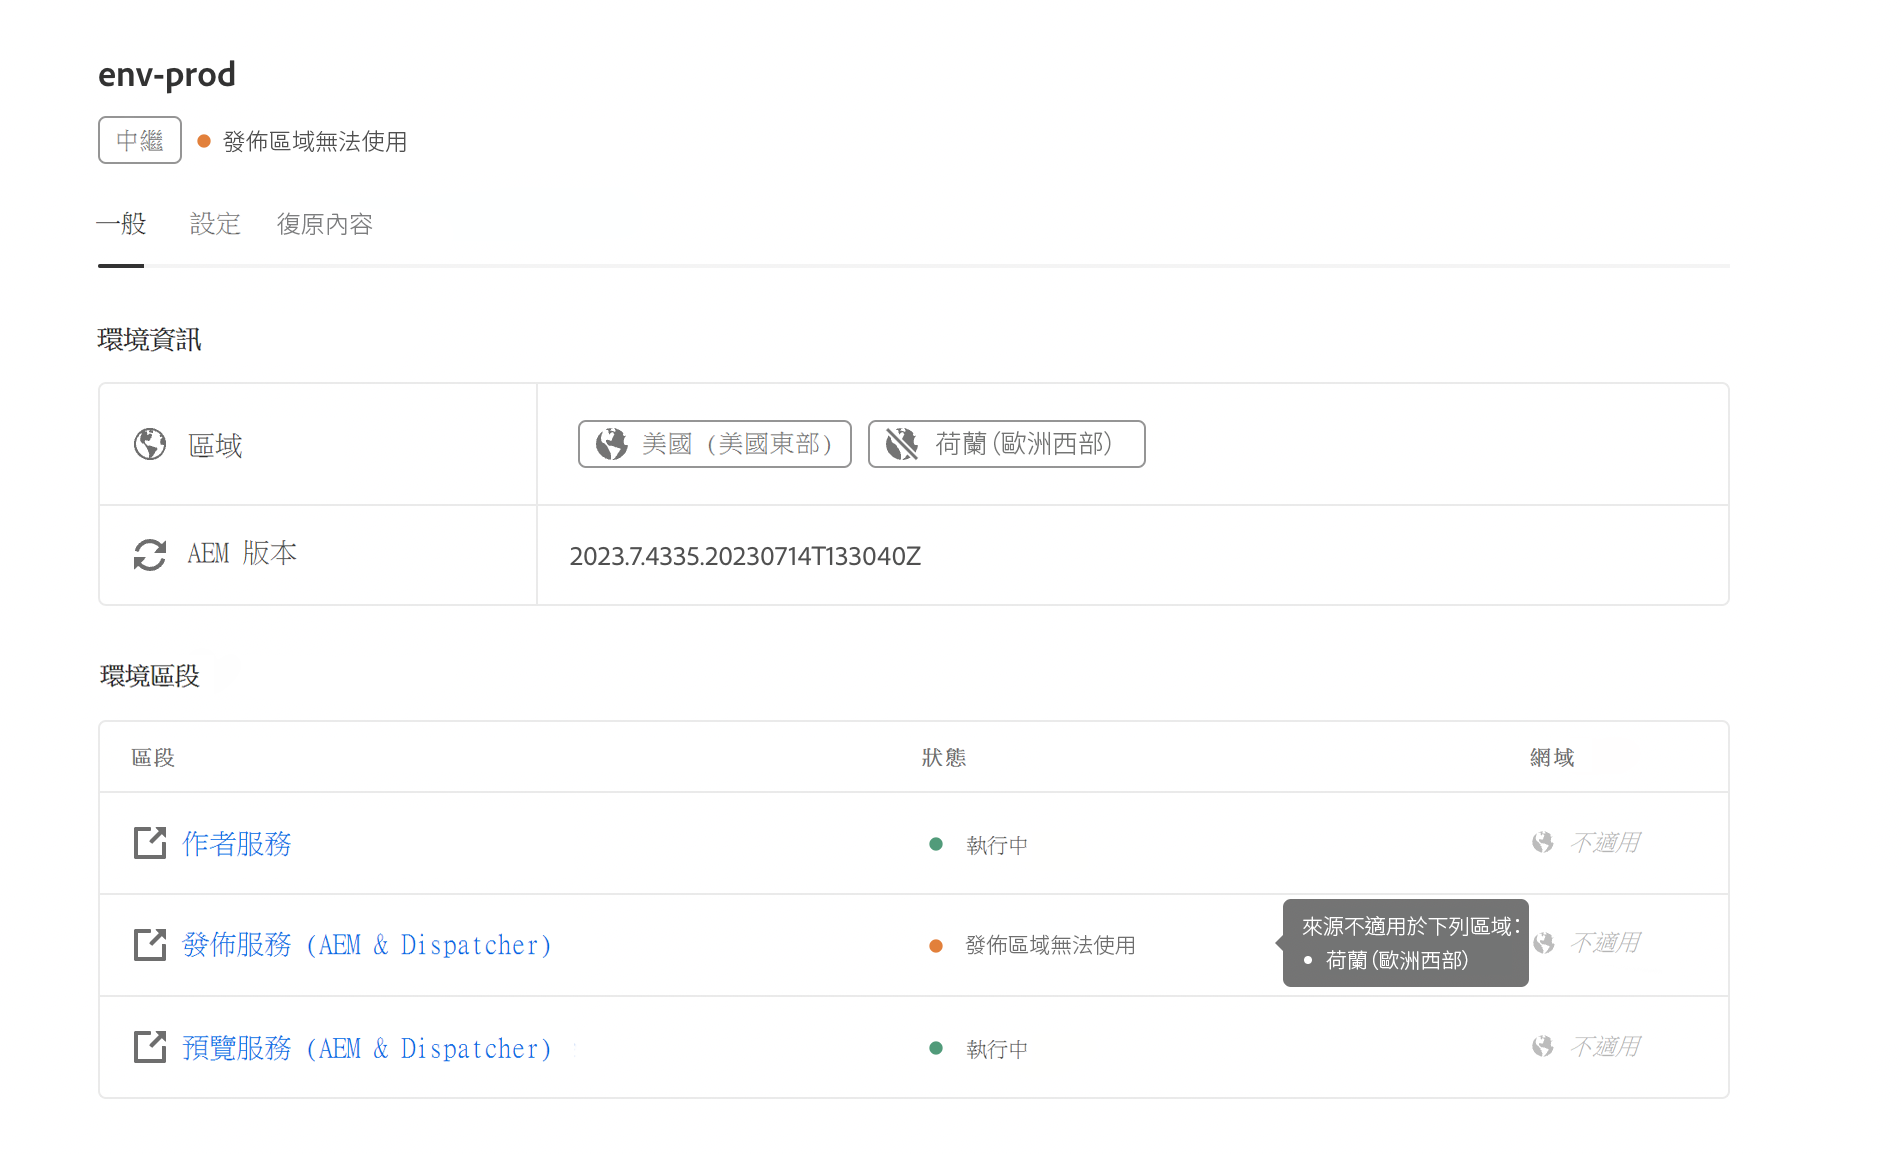 env-prod
中繼 發佈區域無法使用
一般 設定 復原內容
環境資訊
區域 美國 (美國東部) 荷蘭(歐洲西部)
AEM 版本 2023.7.4335.20230714T133040Z
環境區段
區段 狀態 網域
作者服務 執行中 不適用
發佈服務 (AEM & Dispatcher) 發佈區域無法使用 不適用
來源不適用於下列區域:
• 荷蘭(歐洲西部)
預覽服務 (AEM & Dispatcher) 執行中 不適用